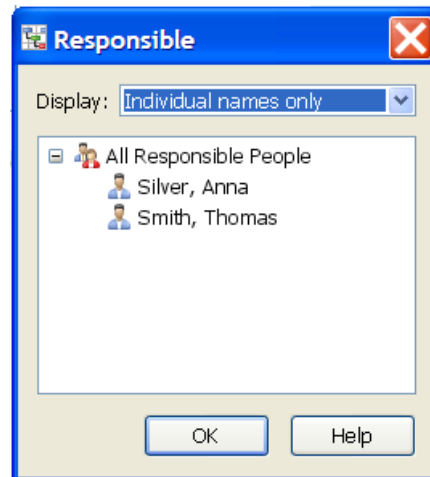 Responsible
Display: Individual names only
All Responsible People
Silver, Anna
Smith, Thomas
OK Help